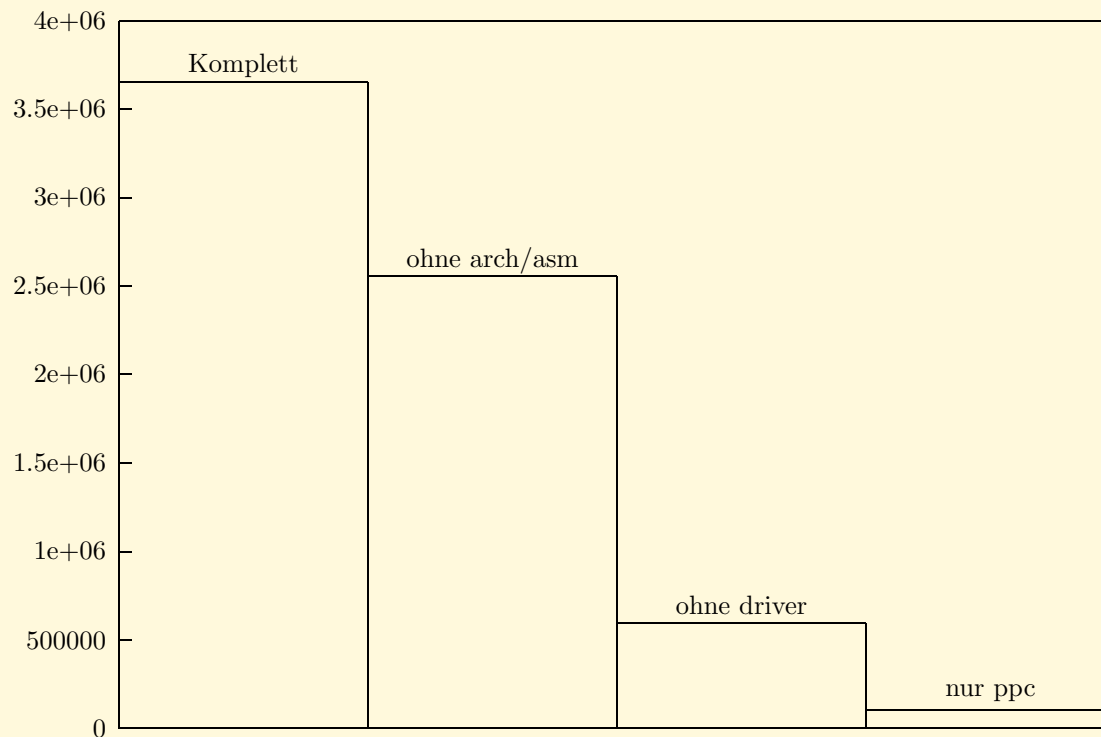 4e+06
Komplett
3.5e+06
3e+06
ohne arch/asm
2.5e+06
2e+06
1.5e+06
1e+06
ohne driver
500000
nur ppc
0